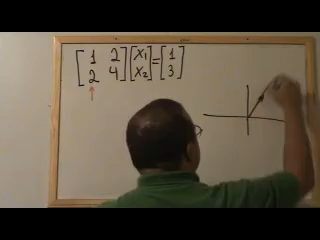 [1 2] [x₁] = [1]
[2 4] [x₂] [3]